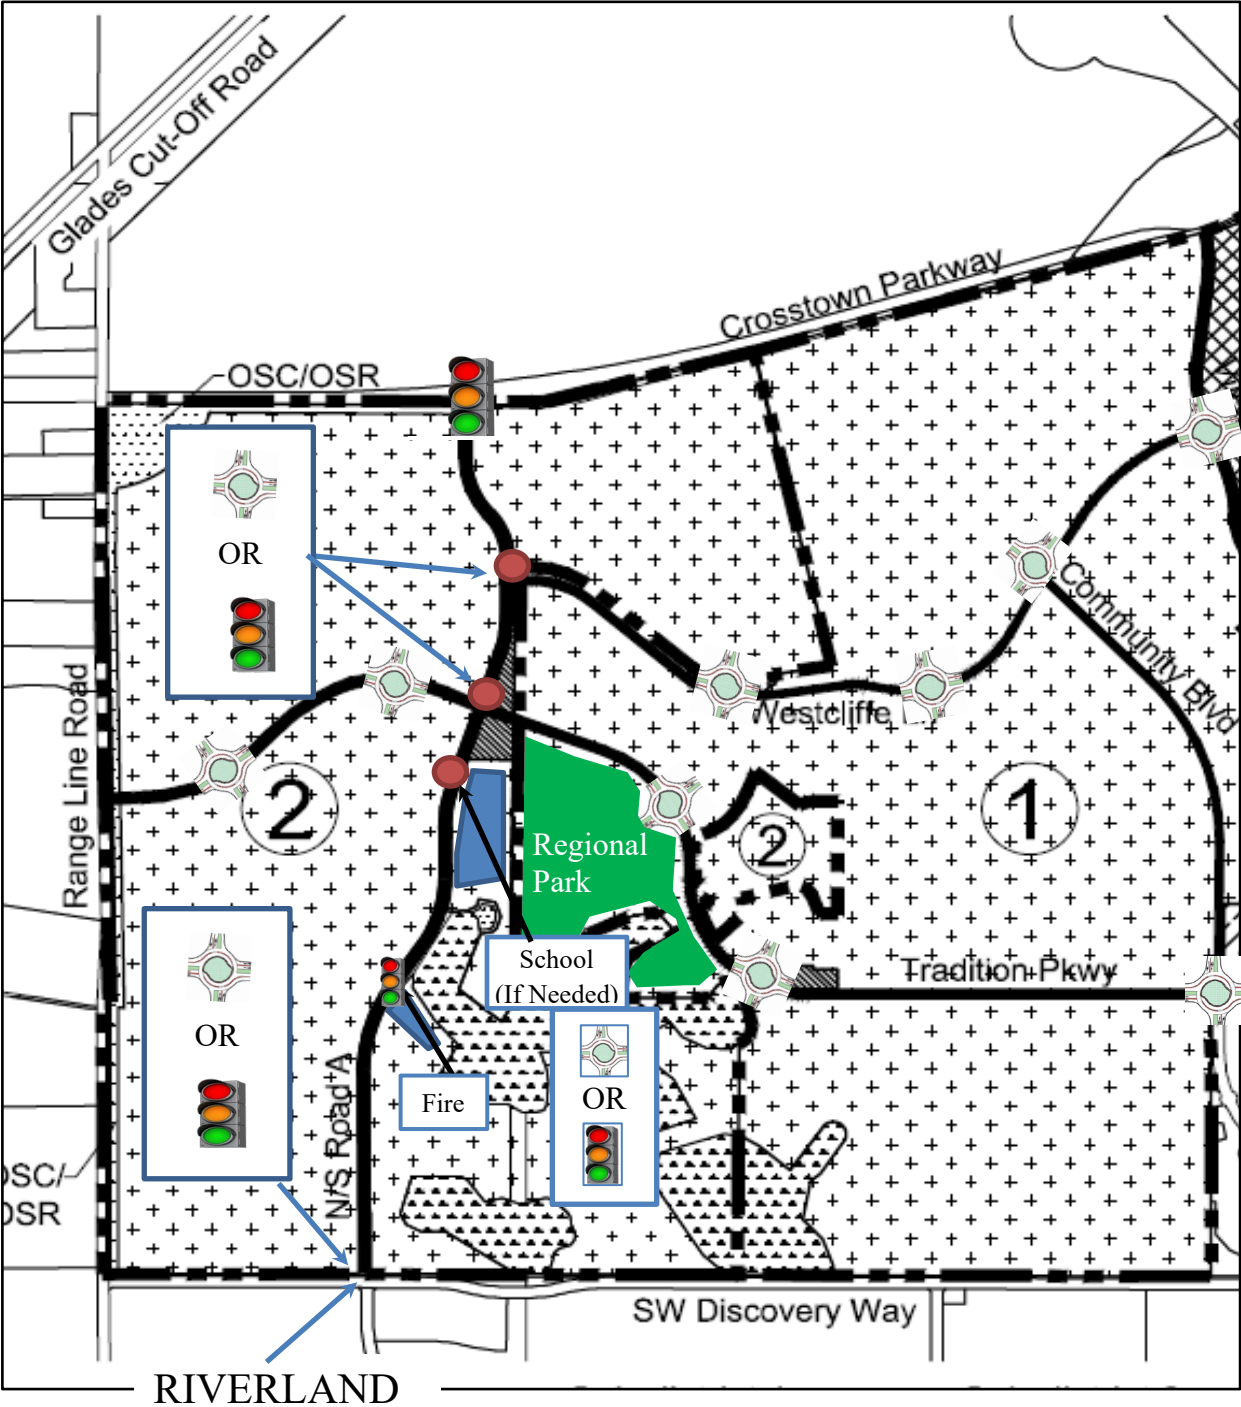 Glades Cut-Off Road
Crosstown Parkway
OSC/OSR
OR
Community Blvd
Westcliffe
Range Line Road
2
1
2
Regional
Park
School
(If Needed)
Tradition Pkwy
OR
OR
Fire
N/S Road A
OSR
SW Discovery Way
RIVERLAND